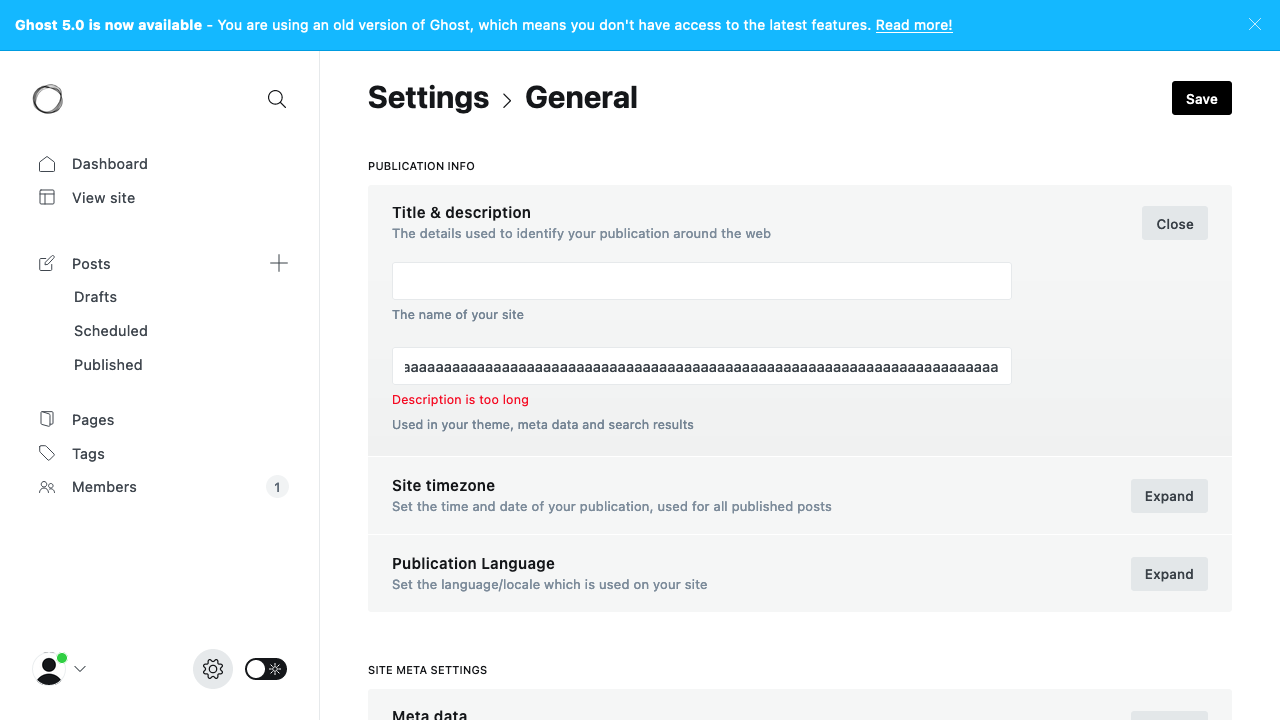 Ghost 5.0 is now available - You are using an old version of Ghost, which means you don't have access to the latest features. Read more!
Settings > General
Save
Dashboard
View site
Posts
Drafts
Scheduled
Published
Pages
Tags
Members 1
PUBLICATION INFO
Title & description
The details used to identify your publication around the web
Close
The name of your site
Description is too long
Used in your theme, meta data and search results
Site timezone
Set the time and date of your publication, used for all published posts
Expand
Publication Language
Set the language/locale which is used on your site
Expand
SITE META SETTINGS
Meta data